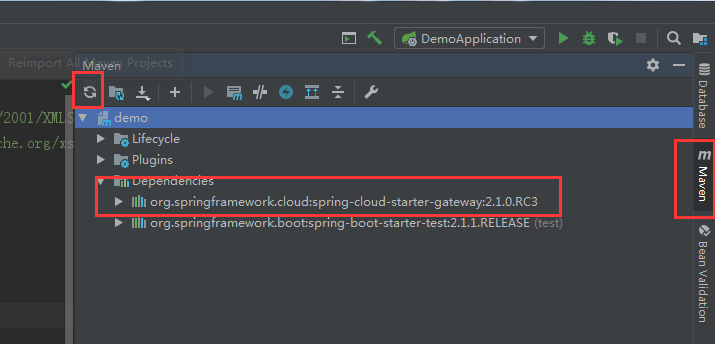 DemoApplication
Reimport All Maven Projects
Maven
/2001/XMLS
che.org/xs
demo
Lifecycle
Plugins
Dependencies
org.springframework.cloud:spring-cloud-starter-gateway:2.1.0.RC3
org.springframework.boot:spring-boot-starter-test:2.1.1.RELEASE (test)
Database
m Maven
Bean Validation